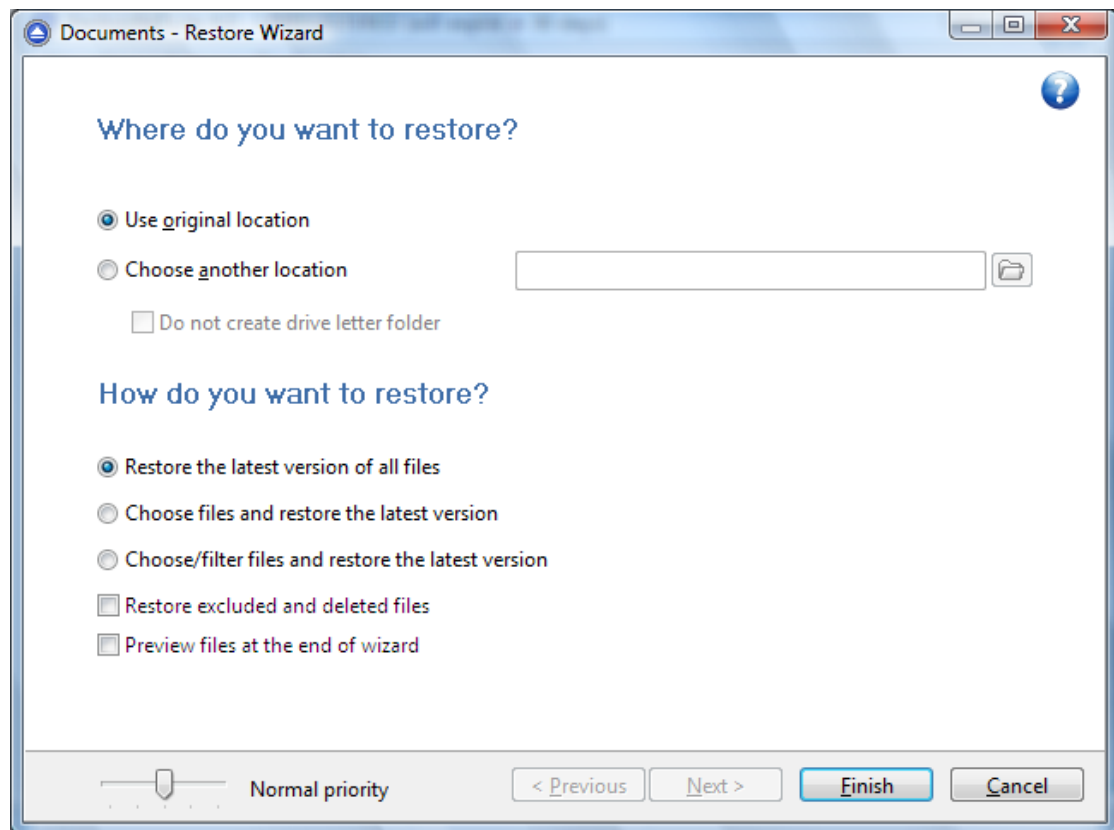 Documents - Restore Wizard
Where do you want to restore?
Use original location
Choose another location
Do not create drive letter folder
How do you want to restore?
Restore the latest version of all files
Choose files and restore the latest version
Choose/filter files and restore the latest version
Restore excluded and deleted files
Preview files at the end of wizard
Normal priority
< Previous
Next >
Finish
Cancel